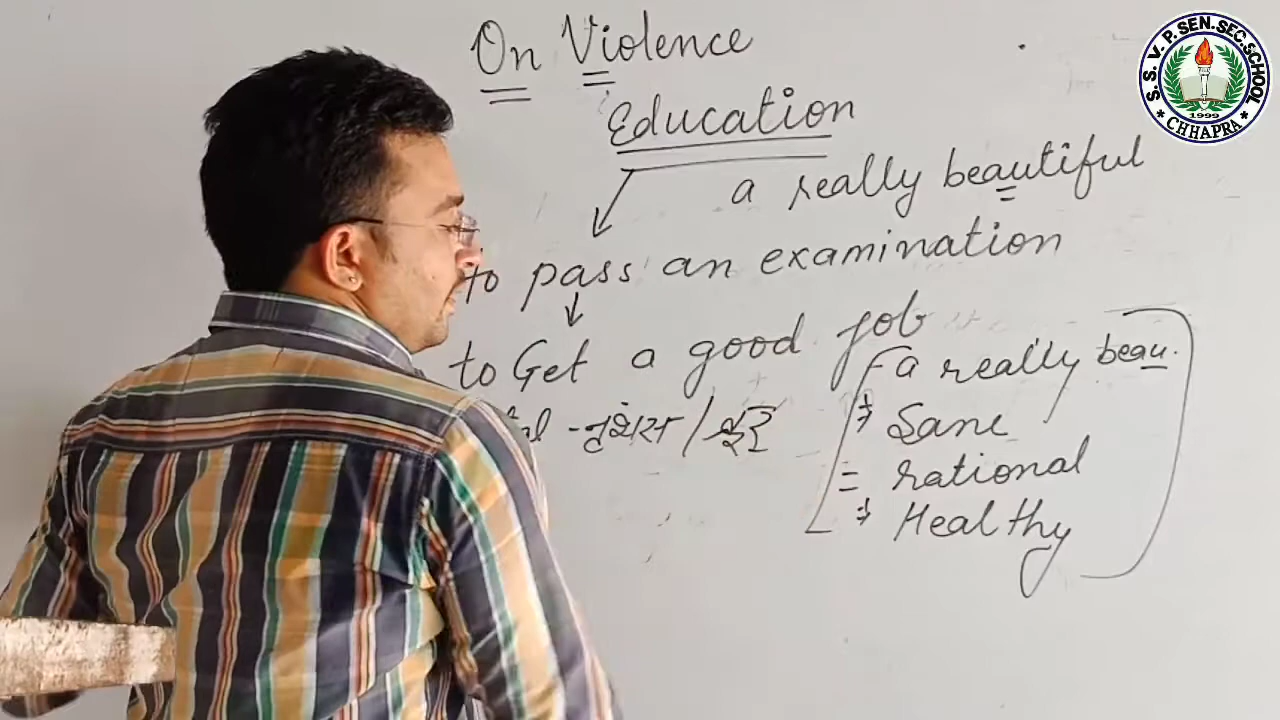 On Violence
Education
a really beautiful
to pass an examination
to Get a good job
- नृशंस / क्रूर
- a really beau.
Sane
= rational
Healthy
S. S. V. P. SEN. SEC. SCHOOL
1999
* CHHAPRA *